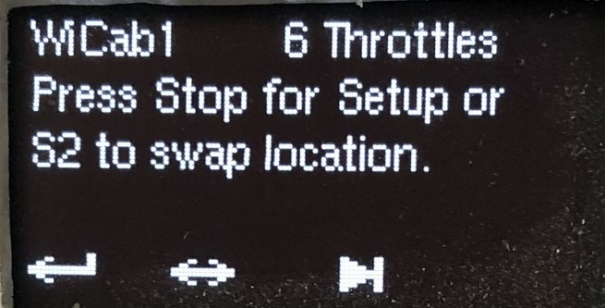 WiCab1 6 Throttles
Press Stop for Setup or
S2 to swap location.